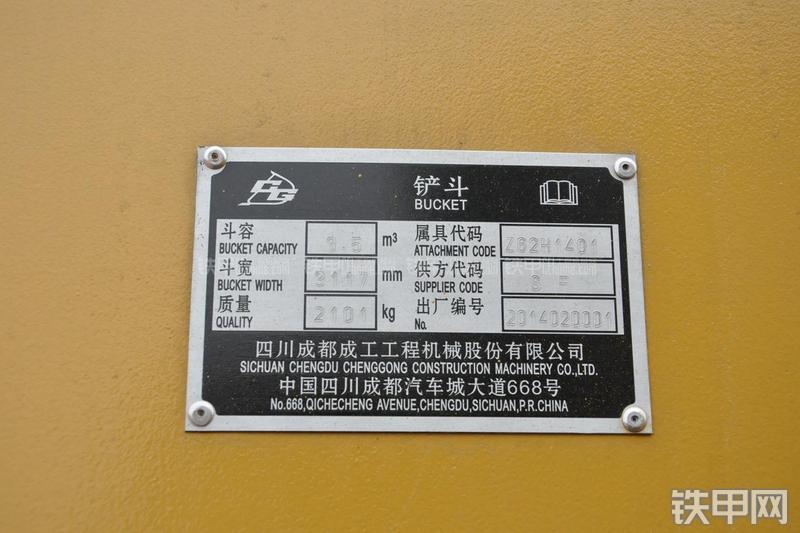 CG
铲斗
BUCKET
斗容
BUCKET CAPACITY
m³
属具代码
ATTACHMENT CODE
Z62H1401
斗宽
BUCKET WIDTH
mm
供方代码
SUPPLIER CODE
质量
QUALITY
2101 kg
出厂编号
No.
2014020001
四川成都成工工程机械股份有限公司
SICHUAN CHENGDU CHENGGONG CONSTRUCTION MACHINERY CO.,LTD.
中国四川成都汽车城大道668号
No.668,QICHECHENG AVENUE,CHENGDU,SICHUAN,P.R.CHINA
铁甲网